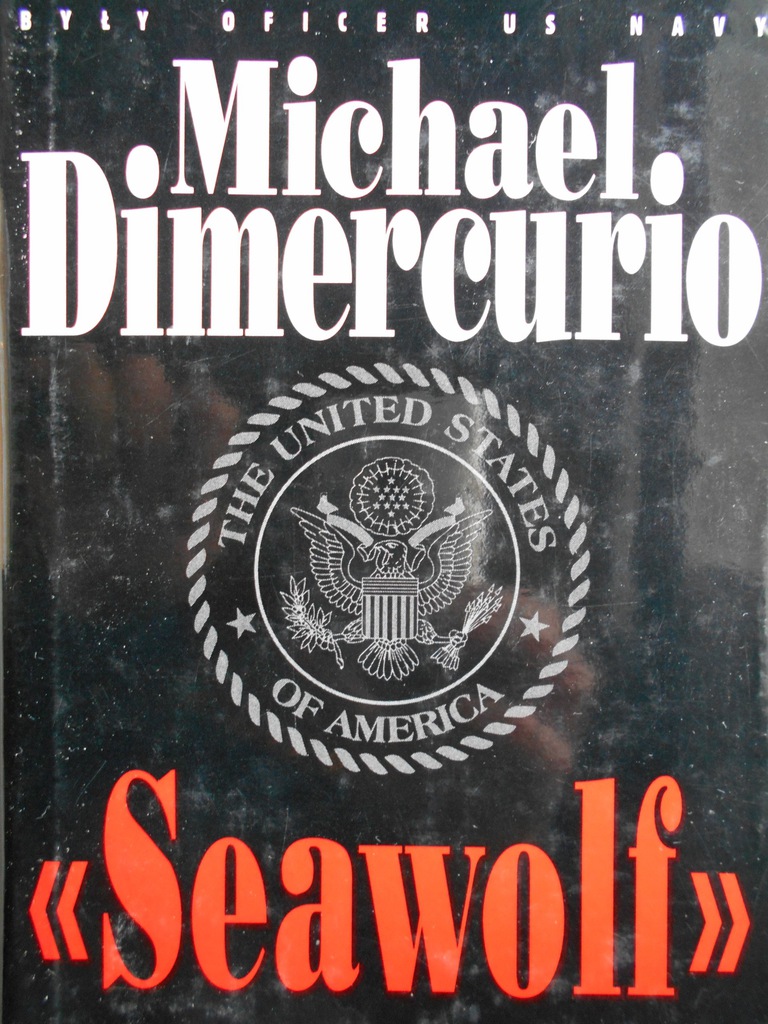 BYŁY OFICER US NAVY
Michael
Dimercurio
THE UNITED STATES
OF AMERICA
«Seawolf»